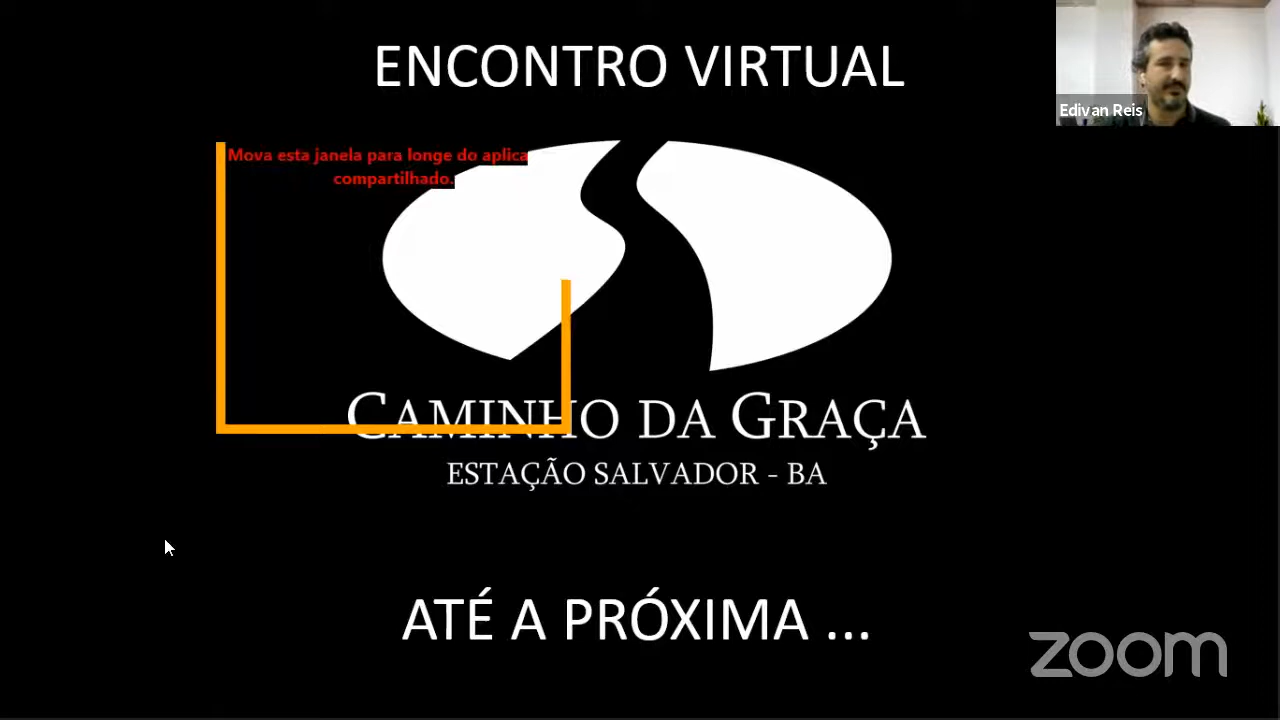 ENCONTRO VIRTUAL
Edivan Reis
Mova esta janela para longe do aplica
compartilhado.
CAMINHO DA GRAÇA
ESTAÇÃO SALVADOR - BA
ATÉ A PRÓXIMA ...
zoom